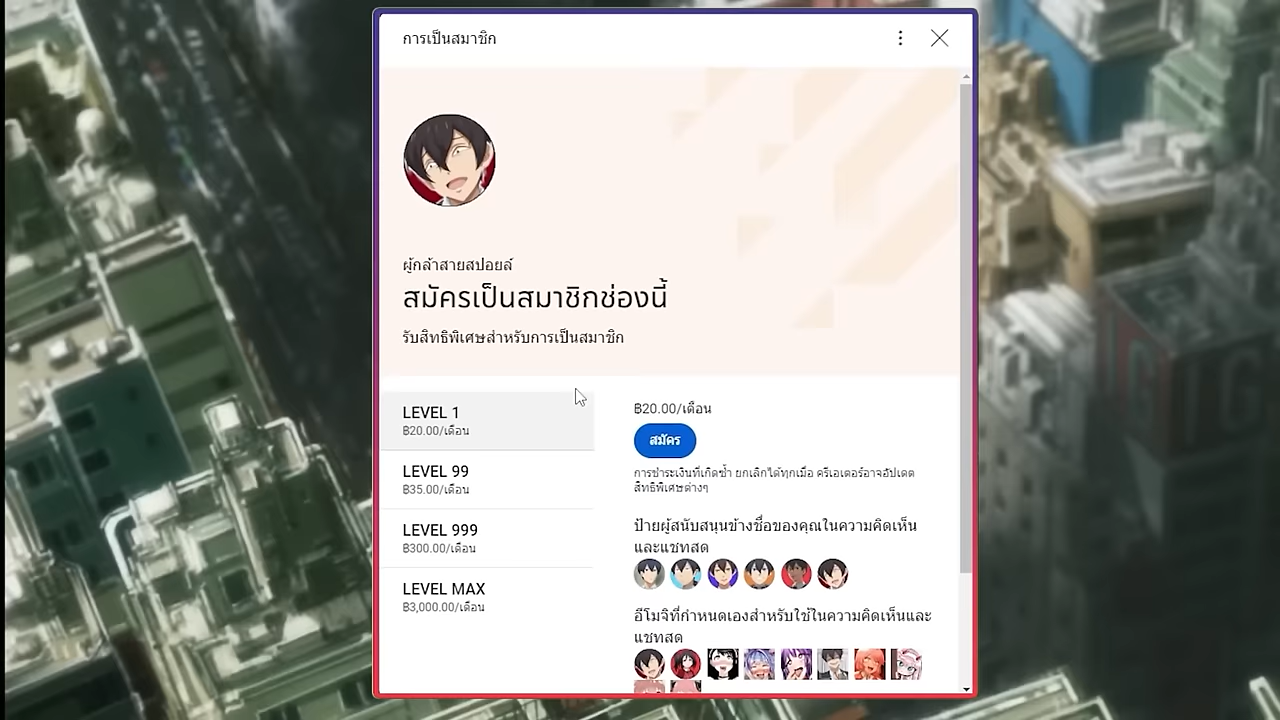 การเป็นสมาชิก
ผู้กล้าสายสปอยล์
สมัครเป็นสมาชิกช่องนี้
รับสิทธิพิเศษสำหรับการเป็นสมาชิก
LEVEL 1
฿20.00/เดือน
LEVEL 99
฿35.00/เดือน
LEVEL 999
฿300.00/เดือน
LEVEL MAX
฿3,000.00/เดือน
฿20.00/เดือน
สมัคร
การชำระเงินที่เกิดซ้ำ ยกเลิกได้ทุกเมื่อ ครีเอเตอร์อาจอัปเดต
สิทธิพิเศษต่างๆ
ป้ายผู้สนับสนุนข้างชื่อของคุณในความคิดเห็น
และแชทสด
อีโมจิที่กำหนดเองสำหรับใช้ในความคิดเห็นและ
แชทสด